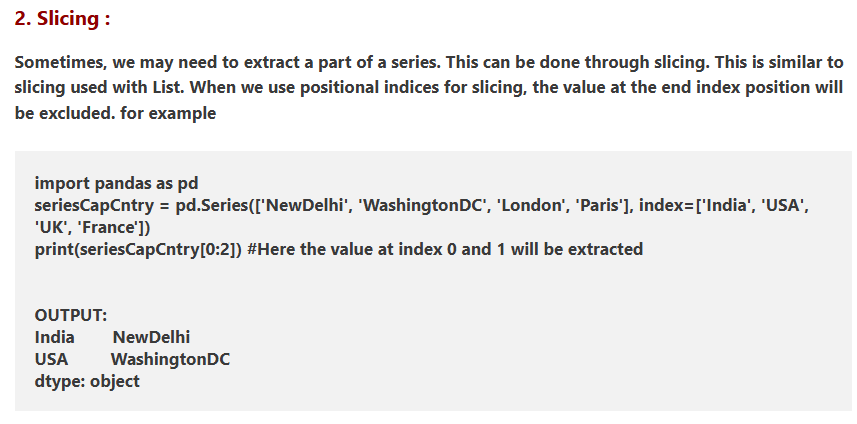 2. Slicing :
Sometimes, we may need to extract a part of a series. This can be done through slicing. This is similar to
slicing used with List. When we use positional indices for slicing, the value at the end index position will
be excluded. for example
import pandas as pd
seriesCapCntry = pd.Series(['NewDelhi', 'WashingtonDC', 'London', 'Paris'], index=['India', 'USA',
'UK', 'France'])
print(seriesCapCntry[0:2]) #Here the value at index 0 and 1 will be extracted
OUTPUT:
India NewDelhi
USA WashingtonDC
dtype: object